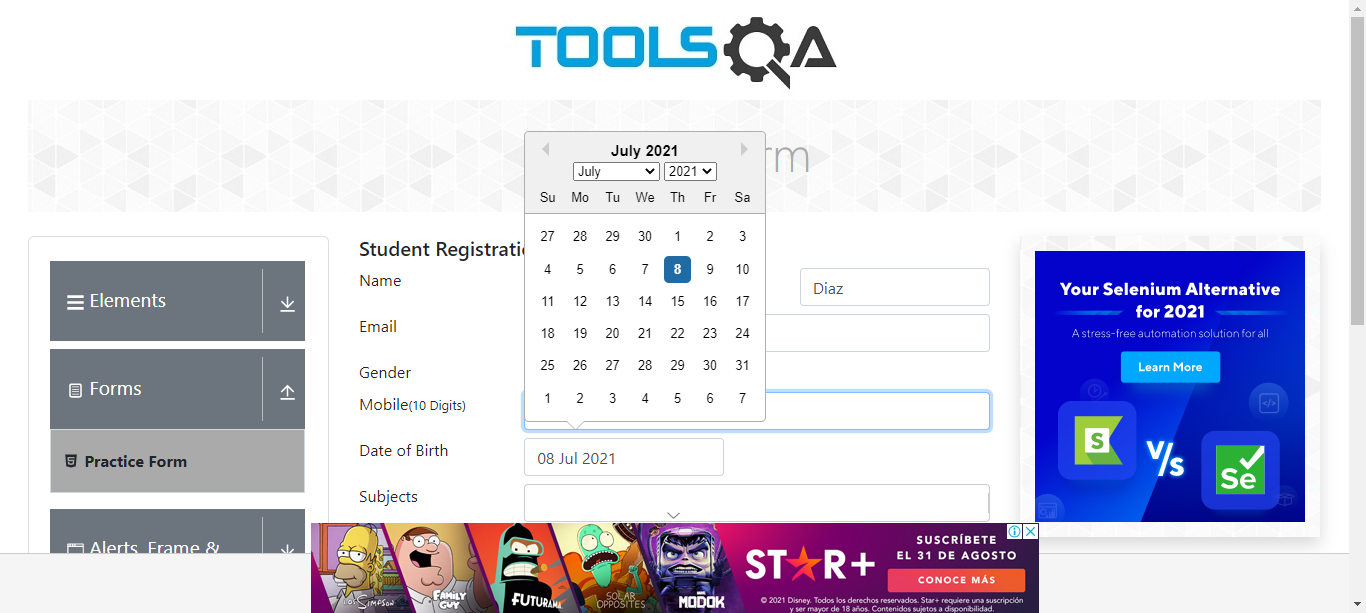 TOOLSQA
rm
July 2021
July
2021
Su Mo Tu We Th Fr Sa
27 28 29 30 1 2 3
4 5 6 7 8 9 10
11 12 13 14 15 16 17
18 19 20 21 22 23 24
25 26 27 28 29 30 31
1 2 3 4 5 6 7
Elements
Forms
Practice Form
Alerts, Frame &
Student Registrati
Name
Diaz
Email
Gender
Mobile(10 Digits)
Date of Birth
08 Jul 2021
Subjects
Your Selenium Alternative
for 2021
A stress-free automation solution for all
Learn More
S
V/s
Se
LOS SIMPSON
FAMILY
GUY
FUTURAMA
SOLAR
OPPOSITES
MODOK
STAR+
SUSCRÍBETE
EL 31 DE AGOSTO
CONOCE MÁS
© 2021 Disney. Todos los derechos reservados. Star+ requiere una suscripción
y ser mayor de 18 años. Contenidos sujetos a disponibilidad.